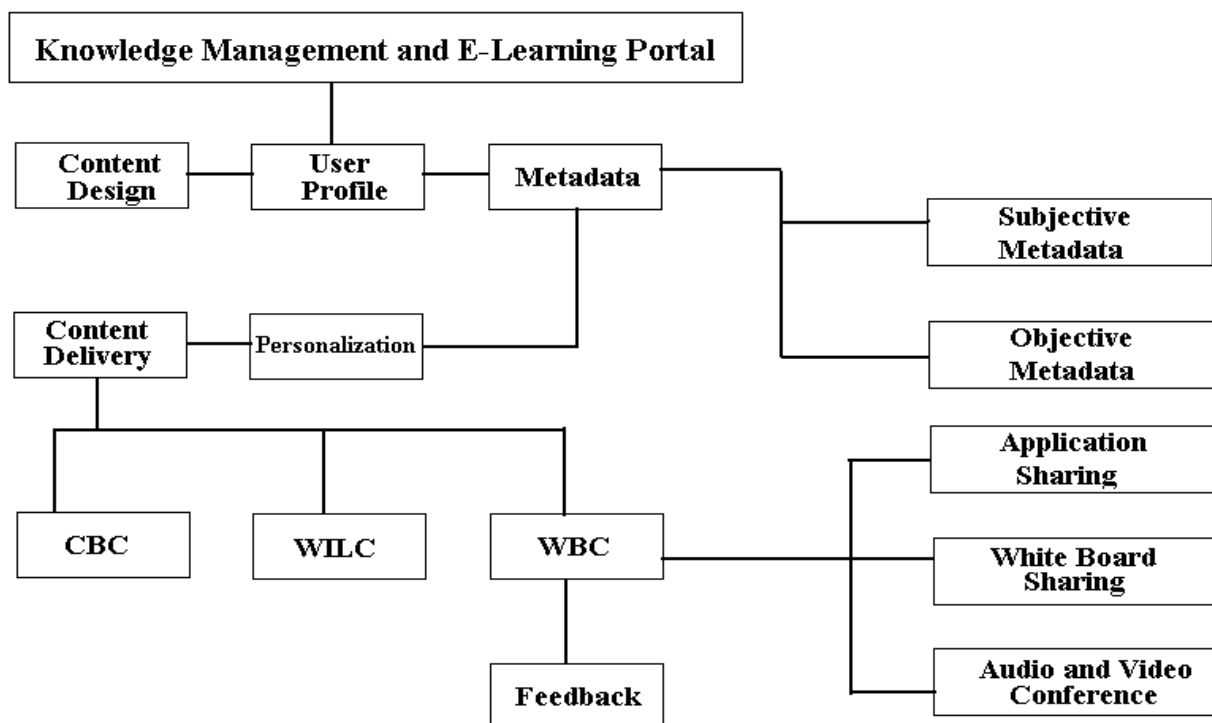 Knowledge Management and E-Learning Portal
Content
Design
User
Profile
Metadata
Subjective
Metadata
Content
Delivery
Personalization
Objective
Metadata
Application
Sharing
CBC
WILC
WBC
White Board
Sharing
Feedback
Audio and Video
Conference